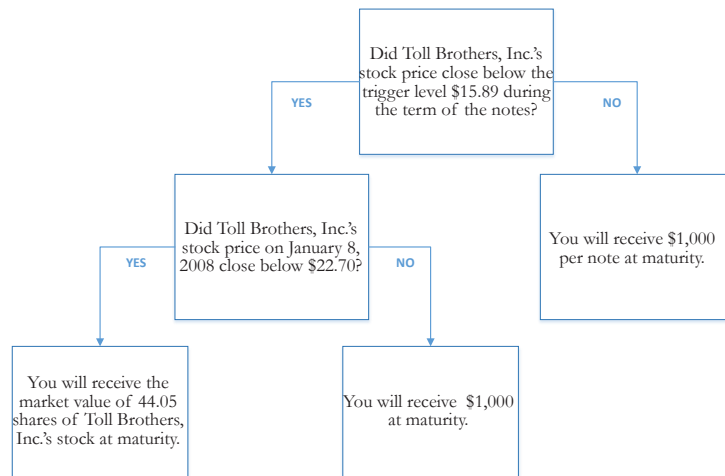 Did Toll Brothers, Inc.'s
stock price close below the
trigger level $15.89 during
the term of the notes?
YES
NO
Did Toll Brothers, Inc.'s
stock price on January 8,
2008 close below $22.70?
You will receive $1,000
per note at maturity.
YES
NO
You will receive the
market value of 44.05
shares of Toll Brothers,
Inc.'s stock at maturity.
You will receive $1,000
at maturity.